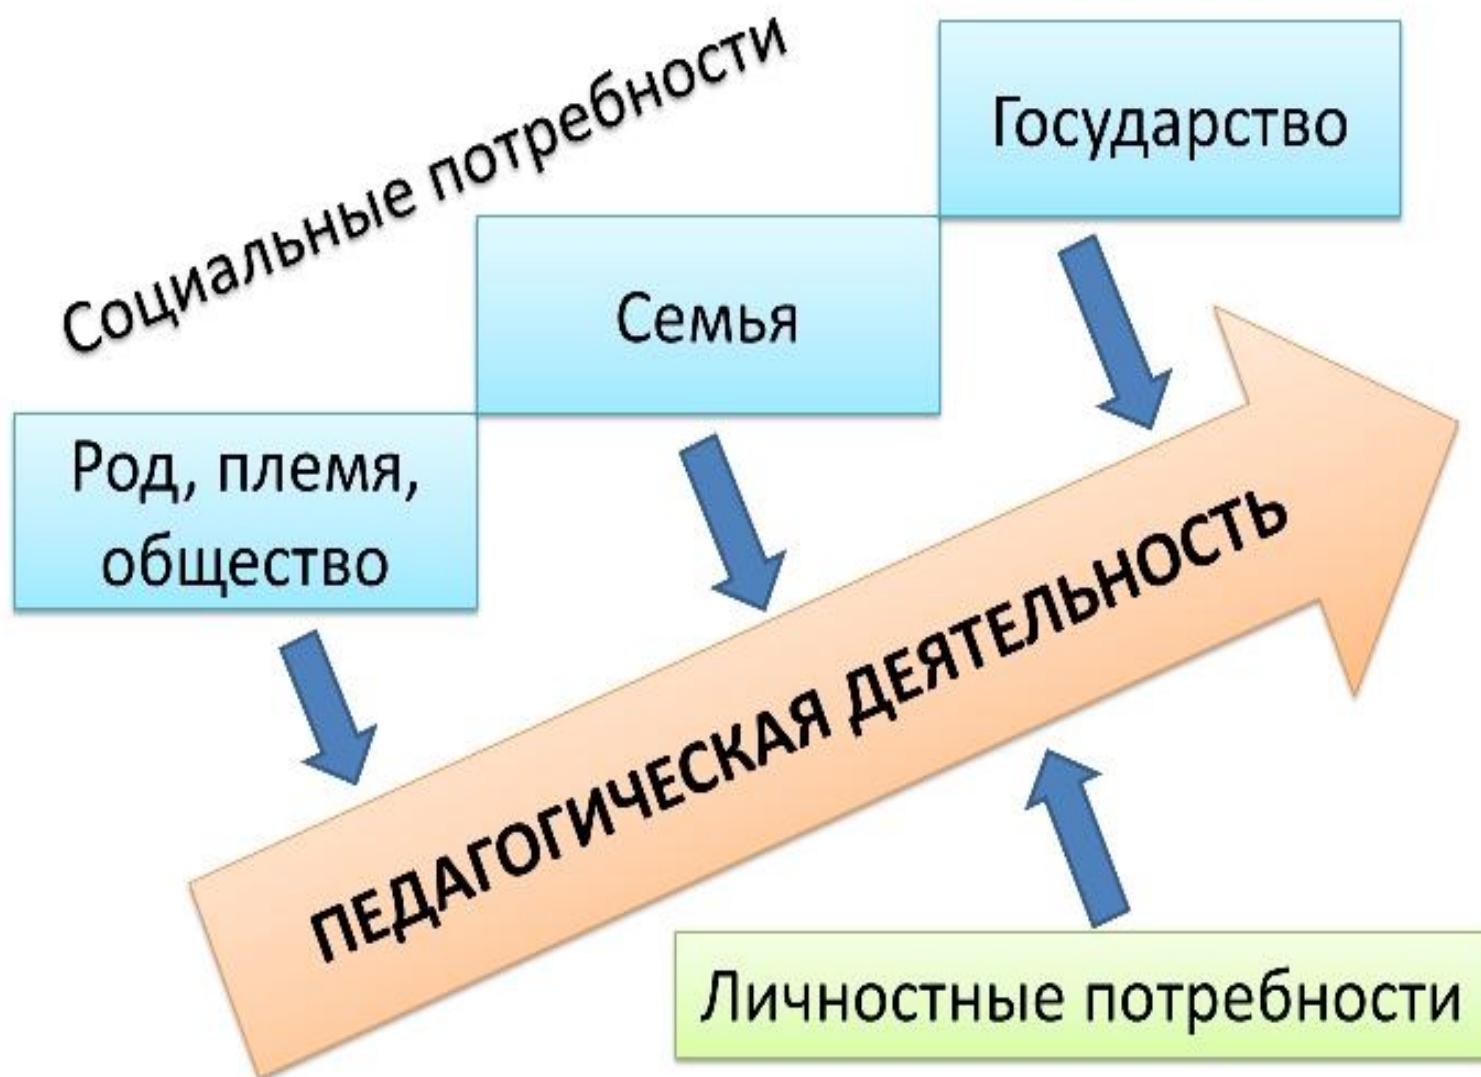 Социальные потребности
Государство
Семья
Род, племя,
общество
ПЕДАГОГИЧЕСКАЯ ДЕЯТЕЛЬНОСТЬ
Личностные потребности